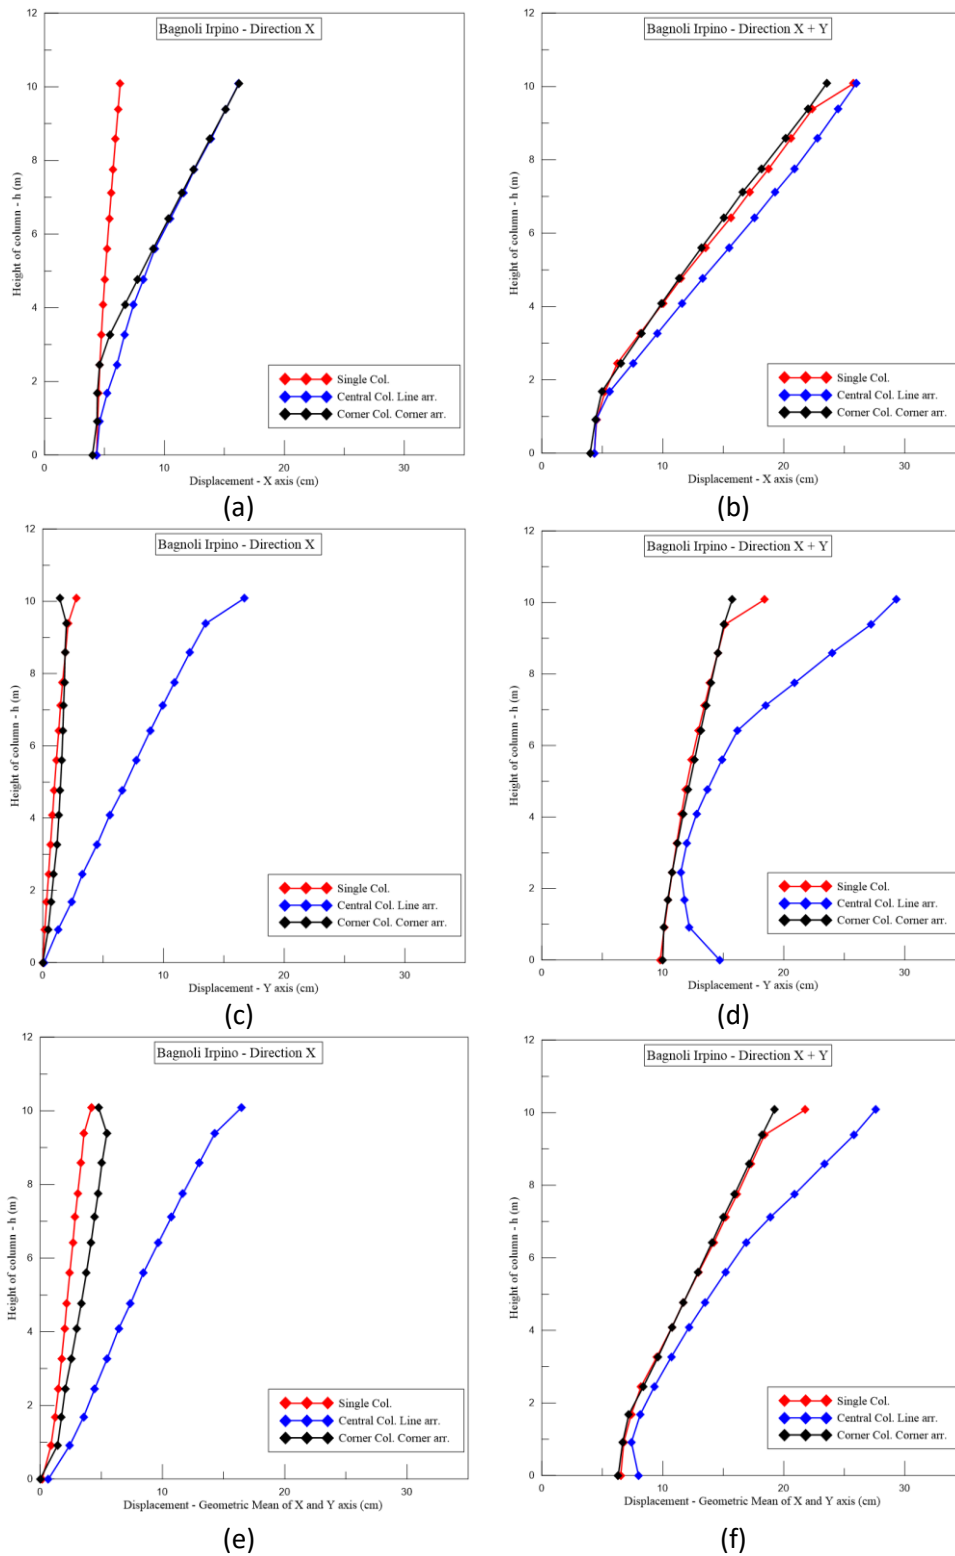 Bagnoli Irpino - Direction X
12
10
8
6
4
2
0
Height of column - h (m)
Single Col.
Central Col. Line arr.
Corner Col. Corner arr.
0 10 20 30
Displacement - X axis (cm)
(a)
Bagnoli Irpino - Direction X + Y
12
10
8
6
4
2
0
Height of column - h (m)
Single Col.
Central Col. Line arr.
Corner Col. Corner arr.
0 10 20 30
Displacement - X axis (cm)
(b)
Bagnoli Irpino - Direction X
12
10
8
6
4
2
0
Height of column - h (m)
Single Col.
Central Col. Line arr.
Corner Col. Corner arr.
0 10 20 30
Displacement - Y axis (cm)
(c)
Bagnoli Irpino - Direction X + Y
12
10
8
6
4
2
0
Height of column - h (m)
Single Col.
Central Col. Line arr.
Corner Col. Corner arr.
0 10 20 30
Displacement - Y axis (cm)
(d)
Bagnoli Irpino - Direction X
12
10
8
6
4
2
0
Height of column - h (m)
Single Col.
Central Col. Line arr.
Corner Col. Corner arr.
0 10 20 30
Displacement - Geometric Mean of X and Y axis (cm)
(e)
Bagnoli Irpino - Direction X + Y
12
10
8
6
4
2
0
Height of column - h (m)
Single Col.
Central Col. Line arr.
Corner Col. Corner arr.
0 10 20 30
Displacement - Geometric Mean of X and Y axis (cm)
(f)